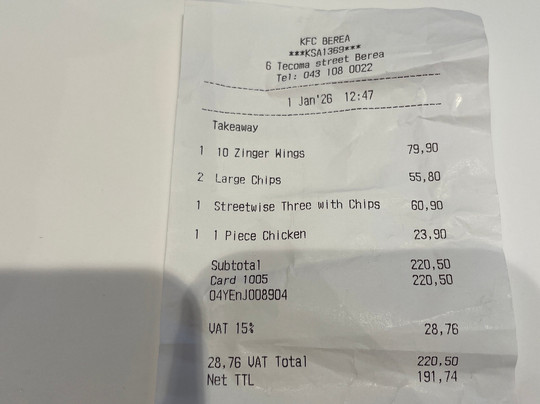 KFC BEREA
***KSA1369***
6 Tecoma street Berea
Tel: 043 108 0022
1 Jan'26 12:47
Takeaway
1 10 Zinger Wings 79,90
2 Large Chips 55,80
1 Streetwise Three with Chips 60,90
1 1 Piece Chicken 23,90
Subtotal 220,50
Card 1005 220,50
04YEnJ008904
VAT 15% 28,76
28,76 VAT Total 220,50
Net TTL 191,74